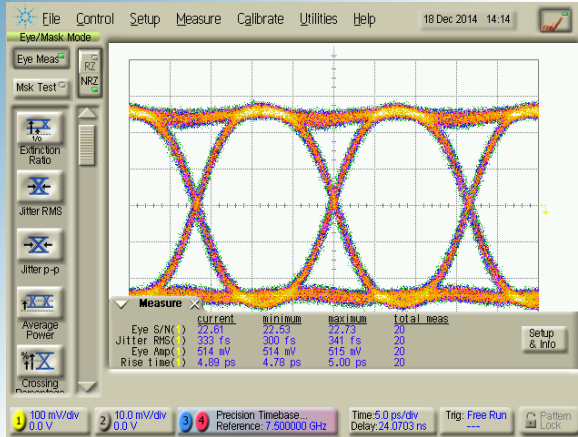 File Control Setup Measure Calibrate Utilities Help 18 Dec 2014 14:14
Eye/Mask Mode
Eye Meas
RZ
Msk Test
NRZ
Extinction
Ratio
Jitter RMS
Jitter p-p
Average
Power
Crossing
Percentage
Measure
current minimum maximum total meas
Eye S/N(1) 22.61 22.53 22.73 20
Jitter RMS(1) 333 fs 300 fs 341 fs 20
Eye Amp(1) 514 mV 514 mV 515 mV 20
Rise time(1) 4.89 ps 4.78 ps 5.00 ps 20
Setup
& Info
1 100 mV/div
0.0 V
2 10.0 mV/div
0.0 V
3 4 Precision Timebase...
Reference: 7.500000 GHz
Time:5.0 ps/div
Delay:24.0703 ns
Trig: Free Run
---
Pattern
Lock